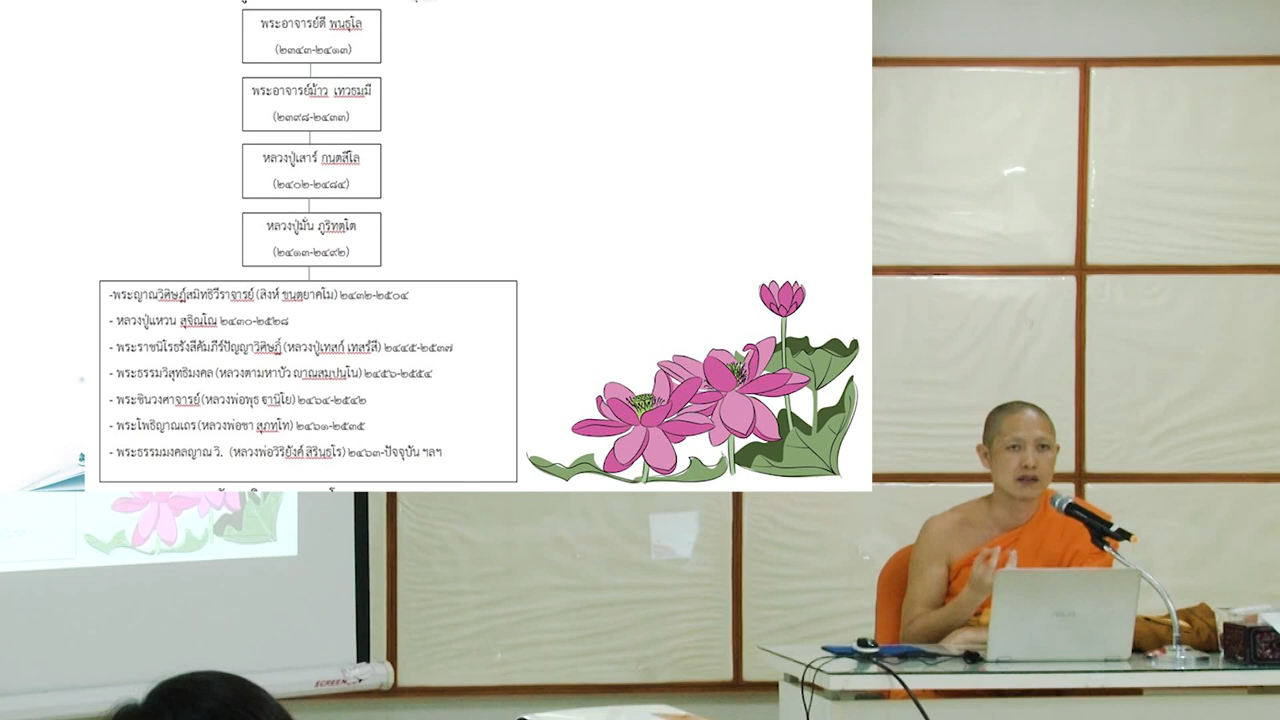 พระอาจารย์ดี พนฺธุโล
(๒๓๔๓-๒๔๑๓)
พระอาจารย์ม้าว เทวธมฺมี
(๒๓๙๘-๒๔๓๓)
หลวงปู่เสาร์ กนฺตสีโล
(๒๔๐๒-๒๔๘๔)
หลวงปู่มั่น ภูริทตฺโต
(๒๔๑๓-๒๔๙๒)
-พระญาณวิศิษฏ์สมิทธิวีราจารย์ (สิงห์ ขนฺตยาคโม) ๒๔๓๒-๒๕๐๔
- หลวงปู่แหวน สุจิณฺโณ ๒๔๓๐-๒๕๒๘
- พระราชนิโรธรังสีคัมภีร์ปัญญาวิศิษฏ์ (หลวงปู่เทสก์ เทสรํสี) ๒๔๔๕-๒๕๓๗
- พระธรรมวิสุทธิมงคล (หลวงตามหาบัว ญาณสมฺปนฺโน) ๒๔๕๖-๒๕๕๔
- พระชินวงศาจารย์ (หลวงพ่อพุธ ฐานิโย) ๒๔๖๔-๒๕๔๒
- พระโพธิญาณเถร (หลวงพ่อชา สุภทฺโท) ๒๔๖๑-๒๕๓๕
- พระธรรมมงคลญาณ วิ. (หลวงพ่อวิริยังค์ สิรินฺธโร) ๒๔๖๓-ปัจจุบัน ฯลฯ
ASUS